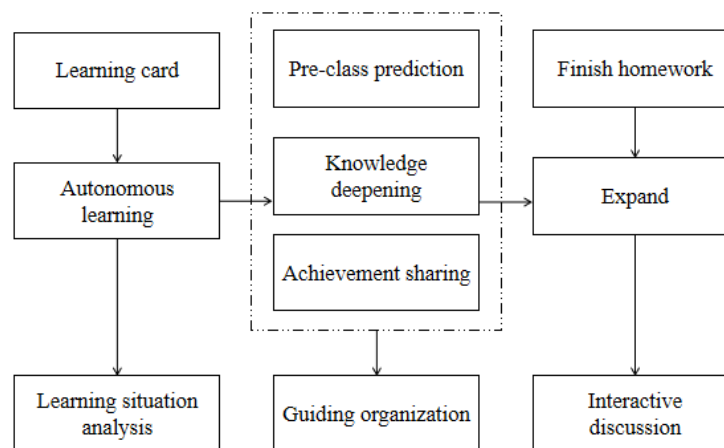 Learning card
Pre-class prediction
Finish homework
Autonomous
learning
Knowledge
deepening
Expand
Achievement sharing
Learning situation
analysis
Guiding organization
Interactive
discussion